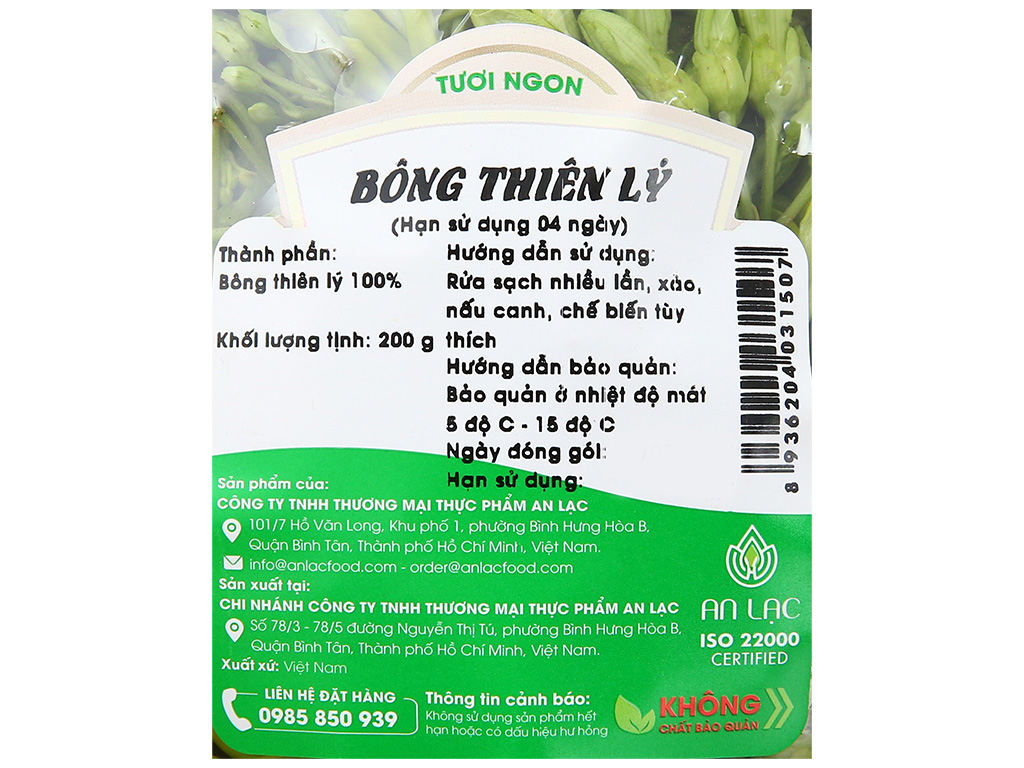 TƯƠI NGON
BÔNG THIÊN LÝ
(Hạn sử dụng 04 ngày)
Thành phần:
Bông thiên lý 100%
Khối lượng tịnh: 200 g
Hướng dẫn sử dụng:
Rửa sạch nhiều lần, xào,
nấu canh, chế biến tùy
thích
Hướng dẫn bảo quản:
Bảo quản ở nhiệt độ mát
5 độ C - 15 độ C
Ngày đóng gói:
Hạn sử dụng:
8936204031507
Sản phẩm của:
CÔNG TY TNHH THƯƠNG MẠI THỰC PHẨM AN LẠC
101/7 Hồ Văn Long, Khu phố 1, phường Bình Hưng Hòa B,
Quận Bình Tân, Thành phố Hồ Chí Minh, Việt Nam.
info@anlacfood.com - order@anlacfood.com
Sản xuất tại:
CHI NHÁNH CÔNG TY TNHH THƯƠNG MẠI THỰC PHẨM AN LẠC
Số 78/3 - 78/5 đường Nguyễn Thị Tú, phường Bình Hưng Hòa B,
Quận Bình Tân, Thành phố Hồ Chí Minh, Việt Nam.
Xuất xứ: Việt Nam
AN LẠC
ISO 22000
CERTIFIED
LIÊN HỆ ĐẶT HÀNG
0985 850 939
Thông tin cảnh báo:
Không sử dụng sản phẩm hết
hạn hoặc có dấu hiệu hư hỏng
KHÔNG
CHẤT BẢO QUẢN